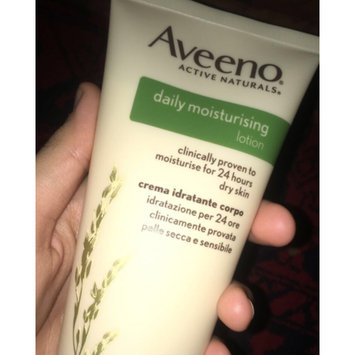 Aveeno®
ACTIVE NATURALS®
daily moisturising
lotion
clinically proven to
moisturise for 24 hours
dry skin
crema idratante corpo
idratazione per 24 ore
clinicamente provata
pelle secca e sensibile